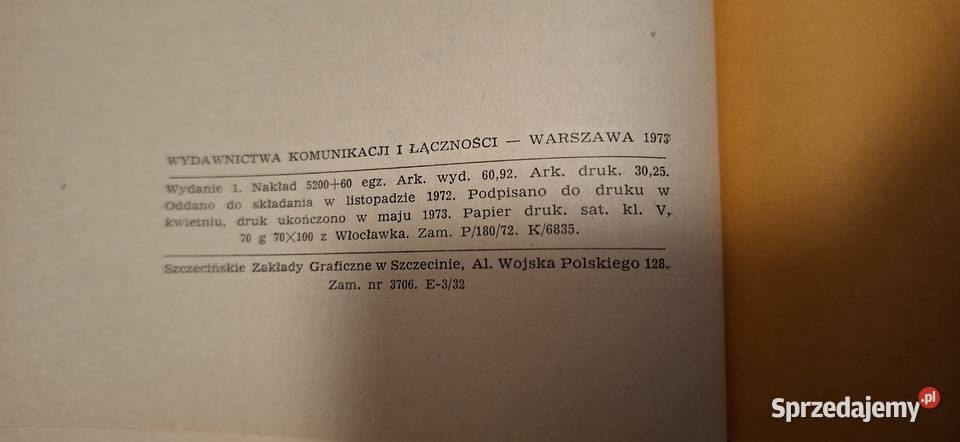 WYDAWNICTWA KOMUNIKACJI I ŁĄCZNOŚCI — WARSZAWA 1973
Wydanie 1. Nakład 5200+60 egz. Ark. wyd. 60,92. Ark. druk. 30,25.
Oddano do składania w listopadzie 1972. Podpisano do druku w
kwietniu, druk ukończono w maju 1973. Papier druk. sat. kl. V,
70 g 70×100 z Włocławka. Zam. P/180/72. K/6835.
Szczecińskie Zakłady Graficzne w Szczecinie, Al. Wojska Polskiego 128.
Zam. nr 3706. E-3/32
Sprzedajemy.pl